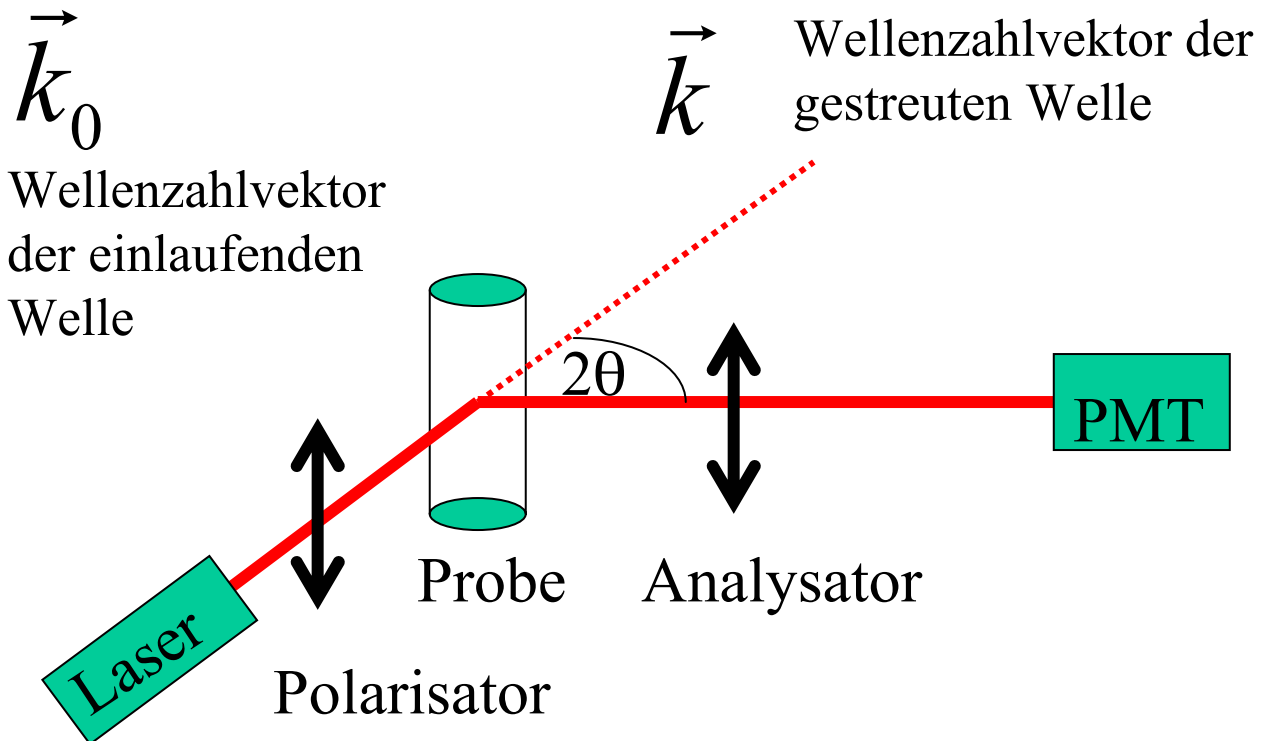 k⃗₀
Wellenzahlvektor
der einlaufenden
Welle
k⃗
Wellenzahlvektor der
gestreuten Welle
2θ
PMT
Probe
Analysator
Laser
Polarisator